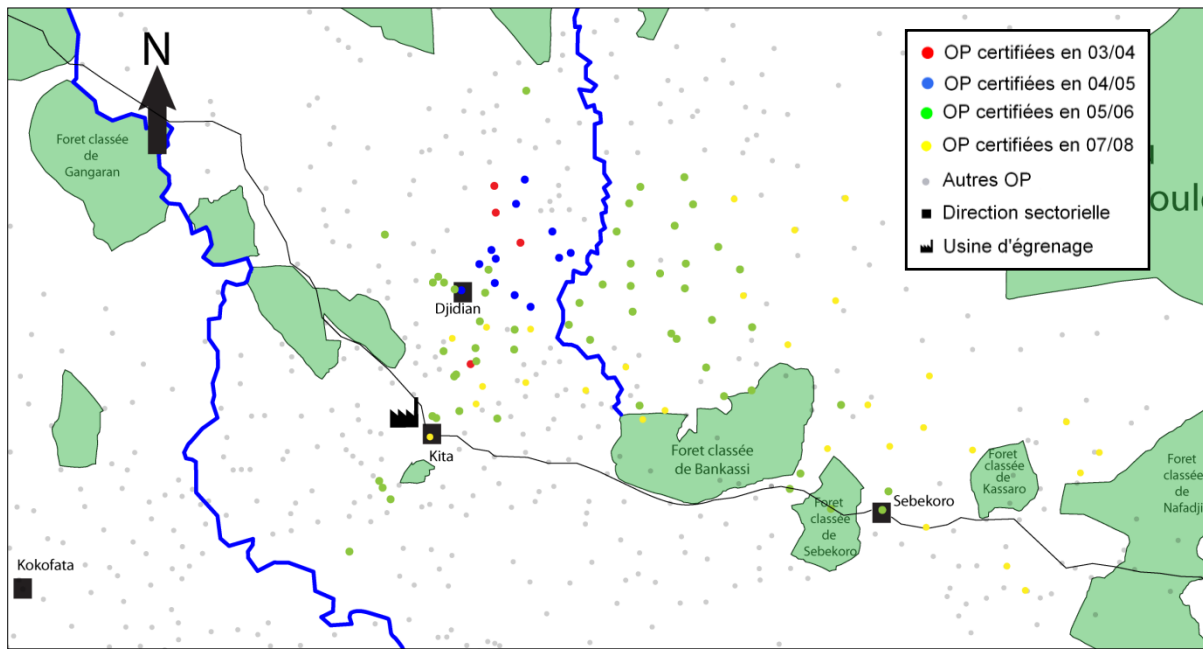 N
OP certifiées en 03/04
OP certifiées en 04/05
OP certifiées en 05/06
OP certifiées en 07/08
Autres OP
Direction sectorielle
Usine d'égrenage
Foret classée
de
Gangaran
Djidian
Kita
Foret classée
de Bankassi
Foret
classée
de
Sebekoro
Sebekoro
Foret
classée
de
Kassaro
Foret
classée
de
Nafadji
Kokofata